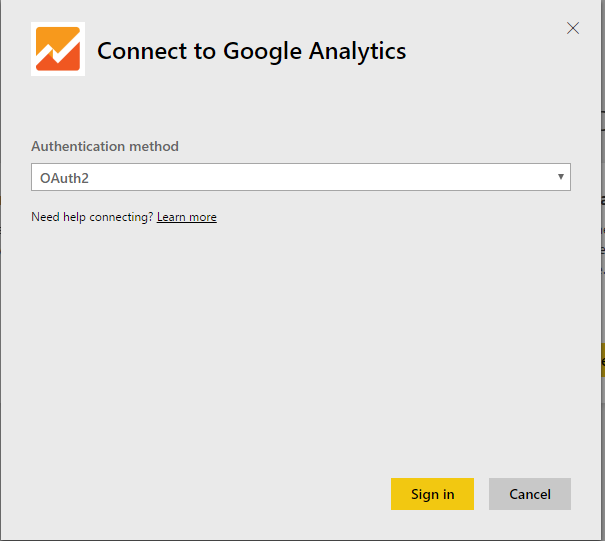 Connect to Google Analytics
Authentication method
OAuth2
Need help connecting? Learn more
Sign in
Cancel